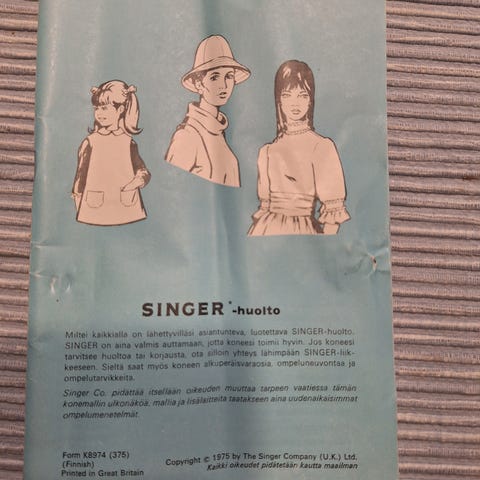 SINGER*-huolto
Miltei kaikkialla on lähettyvilläsi asiantunteva, luotettava SINGER-huolto.
SINGER on aina valmis auttamaan, jotta koneesi toimii hyvin. Jos koneesi
tarvitsee huoltoa tai korjausta, ota silloin yhteys lähimpään SINGER-liik-
keeseen. Sieltä saat myös koneen alkuperäisvaraosia, ompeluneuvontaa ja
ompelutarvikkeita.
Singer Co. pidättää itsellään oikeuden muuttaa tarpeen vaatiessa tämän
konemallin ulkonäköä, mallia ja lisälaitteita taatakseen aina uudenaikaisimmat
ompelumenetelmät.
Form K8974 (375)
(Finnish)
Printed in Great Britain
Copyright © 1975 by The Singer Company (U.K.) Ltd.
Kaikki oikeudet pidätetään kautta maailman